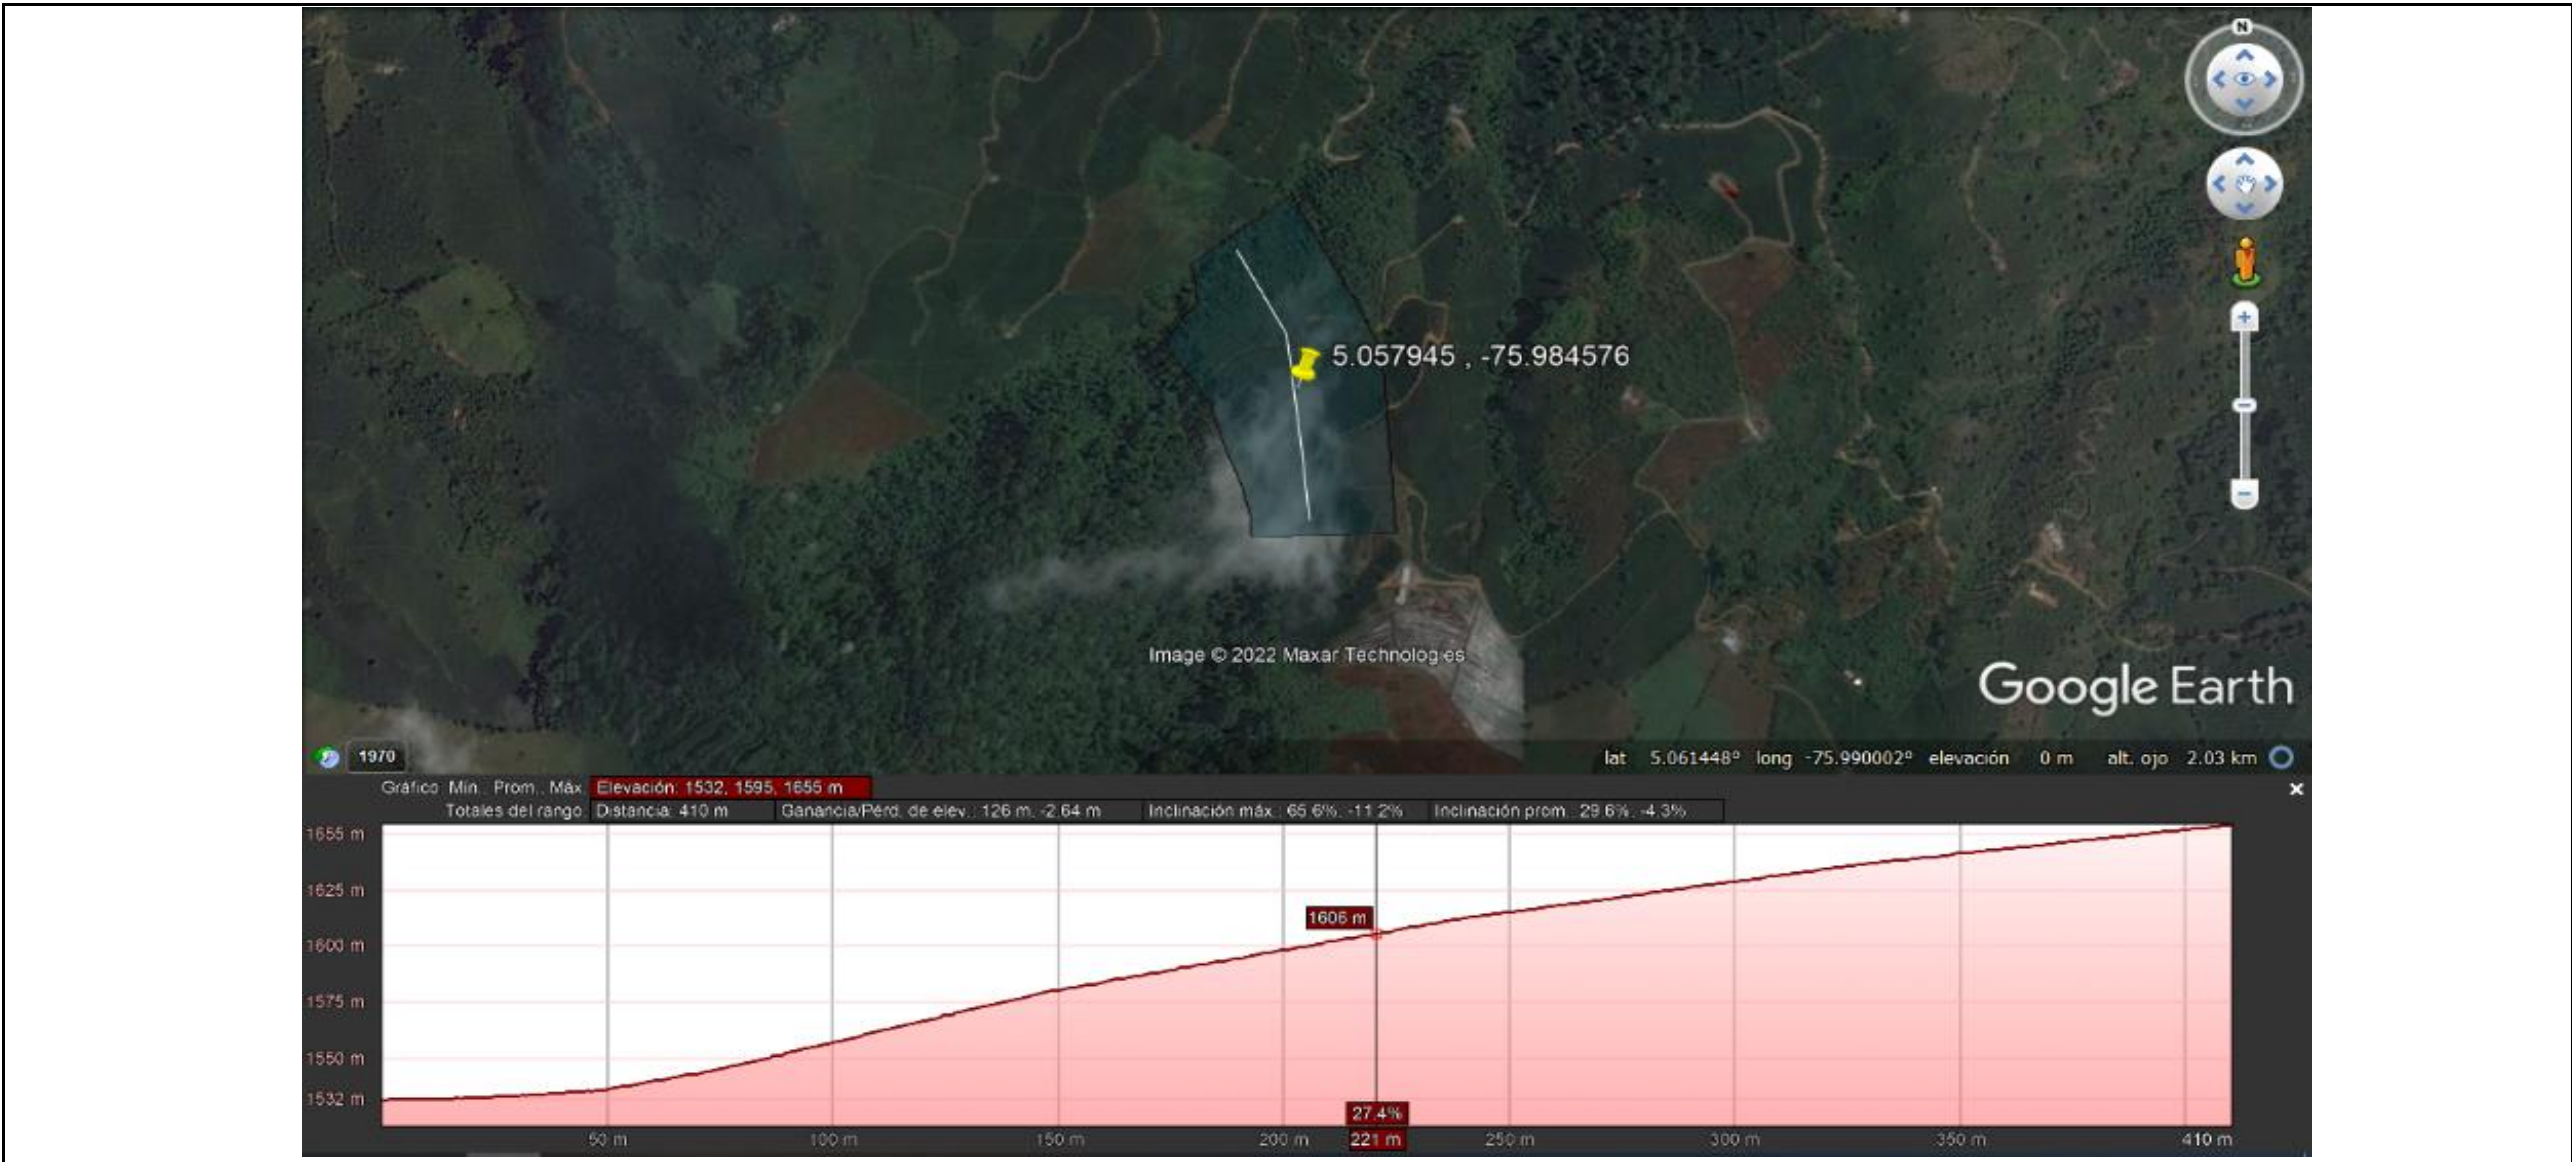 N
5.057945 , -75.984576
Image © 2022 Maxar Technologies
Google Earth
1970
lat 5.061448° long -75.990002° elevación 0 m alt. ojo 2.03 km
Gráfico Mín., Prom., Máx. Elevación: 1532, 1595, 1655 m
Totales del rango: Distancia: 410 m Ganancia/Pérd. de elev.: 126 m, -2.64 m Inclinación máx.: 65.6%, -11.2% Inclinación prom.: 29.6%, -4.3%
1655 m
1625 m
1606 m
1600 m
1575 m
1550 m
1532 m
27.4%
50 m 100 m 150 m 200 m 221 m 250 m 300 m 350 m 410 m